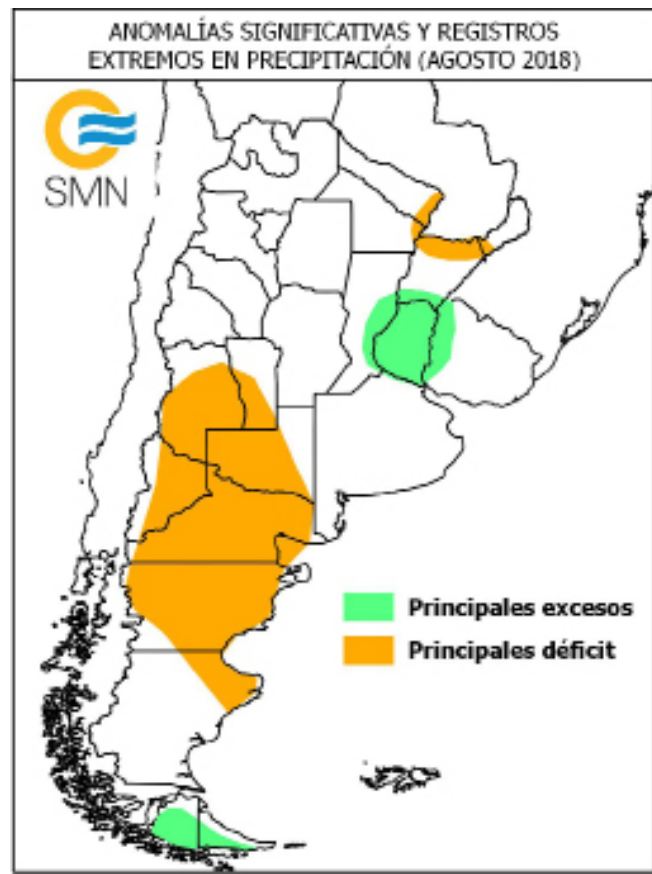 ANOMALÍAS SIGNIFICATIVAS Y REGISTROS
EXTREMOS EN PRECIPITACIÓN (AGOSTO 2018)
SMN
Principales excesos
Principales déficit